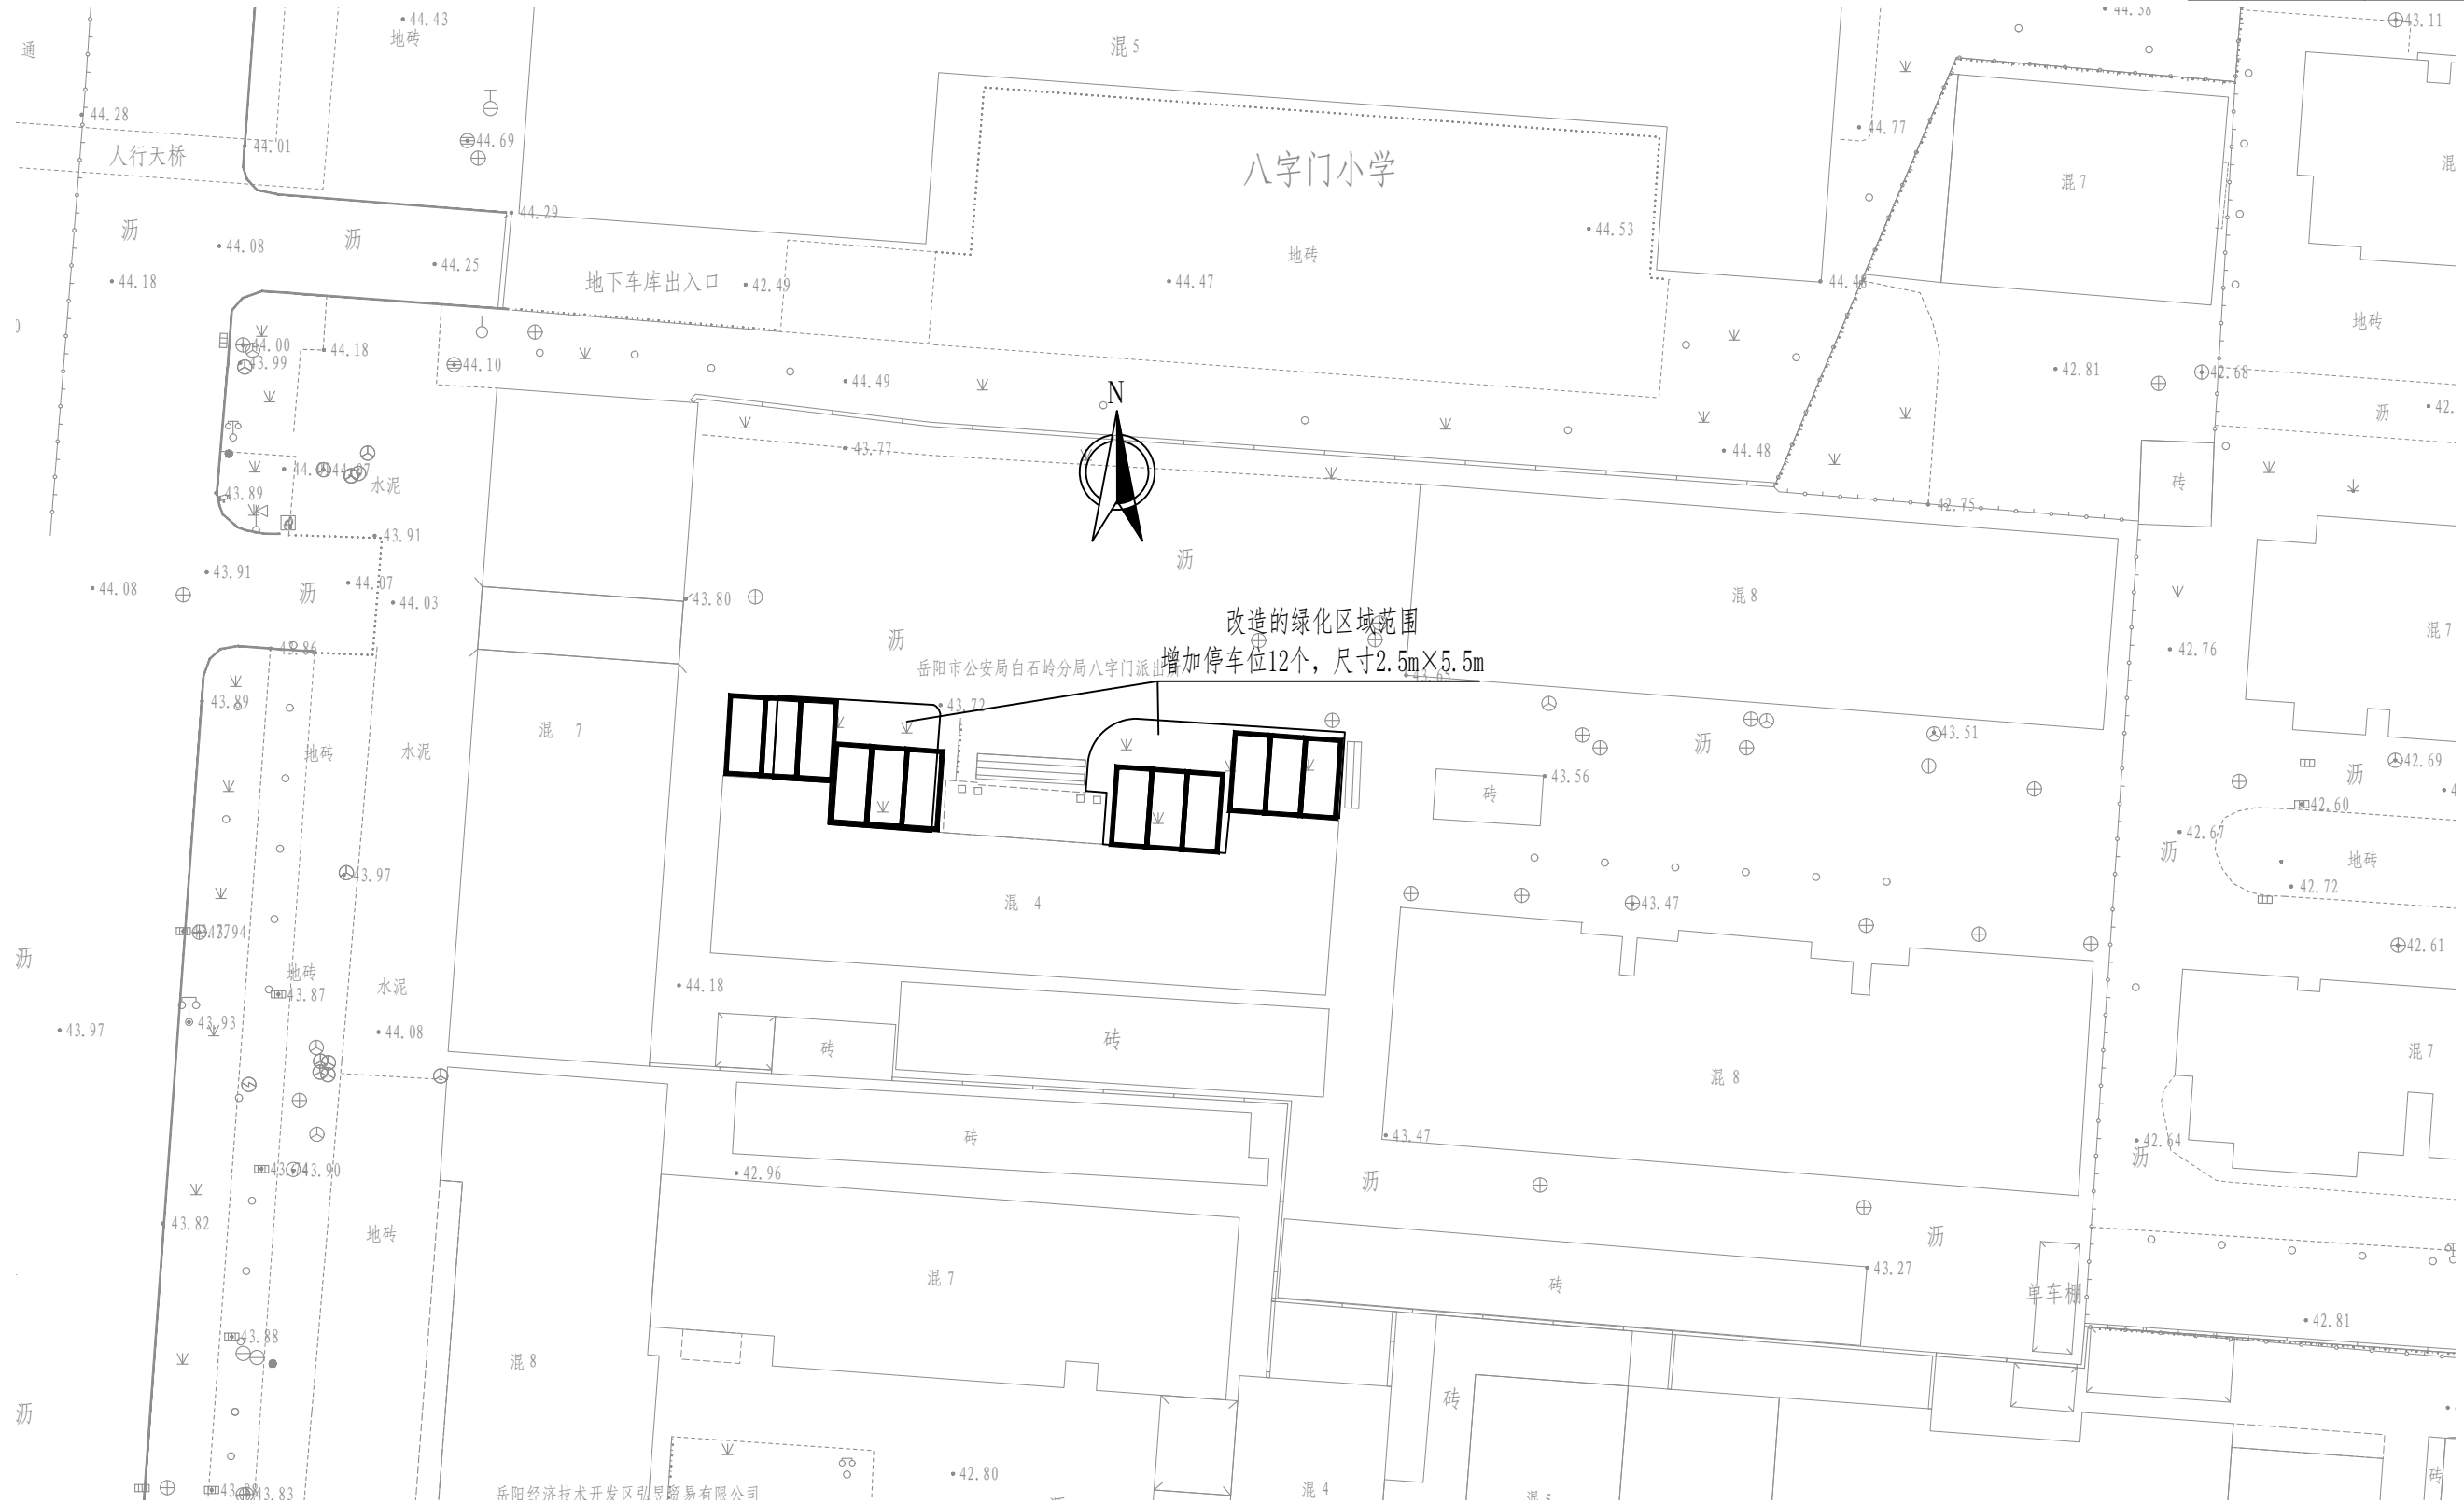 44.43
44.38
43.11
地砖
通
混 5
44.28
44.69
44.77
44.01
人行天桥
八字门小学
混 7
混
44.29
沥
沥
44.08
44.53
44.25
地砖
44.18
地下车库出入口
42.49
44.47
地砖
44.00
44.18
43.99
44.10
44.49
42.81
42.68
N
42.
沥
43.77
44.48
水泥
砖
43.89
42.75
43.91
沥
43.91
44.08
沥
44.07
44.03
43.80
混 8
改造的绿化区域范围
沥
混 7
43.86
42.76
岳阳市公安局白石岭分局八字门派出
增加停车位12个，尺寸2.5m×5.5m
43.89
43.72
混 7
43.51
地砖
水泥
沥
42.69
43.56
沥
砖
42.60
42.67
沥
地砖
43.97
42.72
混 4
43.47
沥
42.61
地砖
44.18
水泥
43.87
43.93
43.97
44.08
砖
砖
混 7
混 8
43.47
砖
42.64
43.90
42.96
沥
沥
43.82
地砖
沥
43.27
混 7
砖
单车棚
42.81
43.88
混 8
沥
砖
42.80
混 4
砖
43.83
岳阳经济技术开发区弘昱贸易有限公司